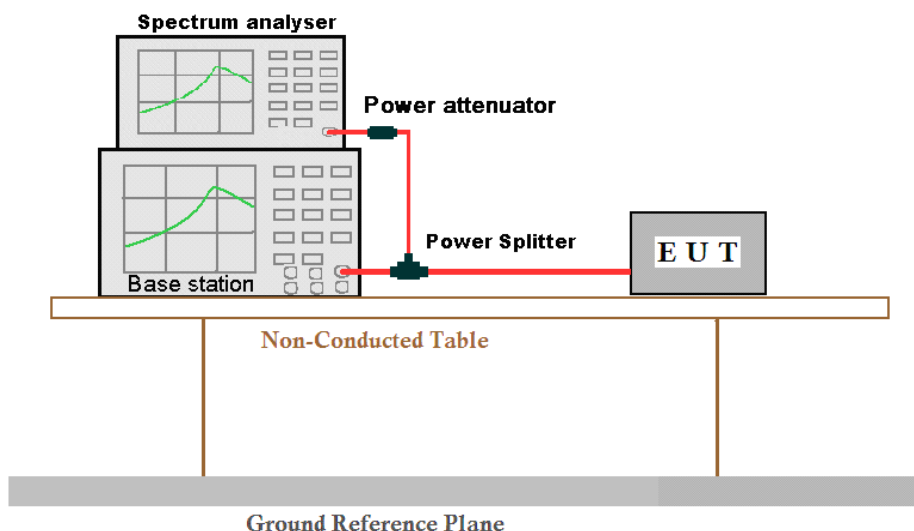 Spectrum analyser
Power attenuator
Power Splitter
E U T
Base station
Non-Conducted Table
Ground Reference Plane